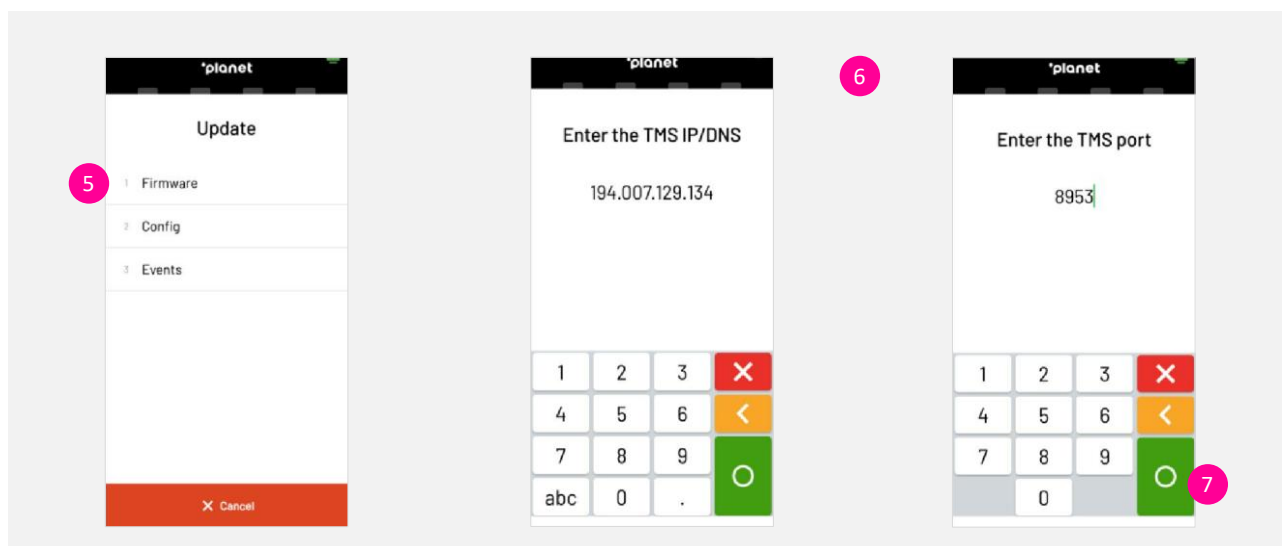 planet
Update
5
1 Firmware
2 Config
3 Events
X Cancel
planet
Enter the TMS IP/DNS
194.007.129.134
1 2 3
4 5 6
7 8 9
abc 0 .
6
planet
Enter the TMS port
8953
1 2 3
4 5 6
7 8 9
0
7